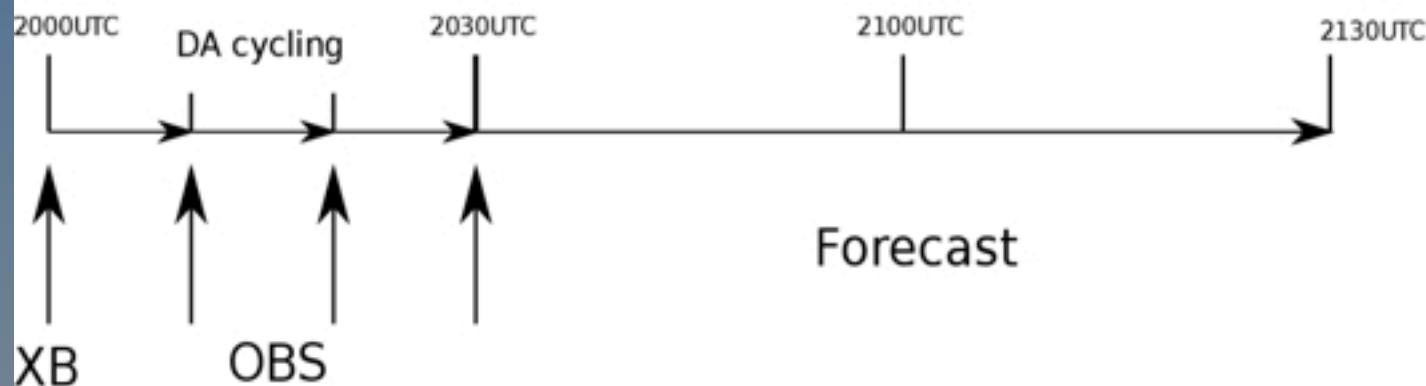 2000UTC
DA cycling
2030UTC
2100UTC
2130UTC
Forecast
XB
OBS